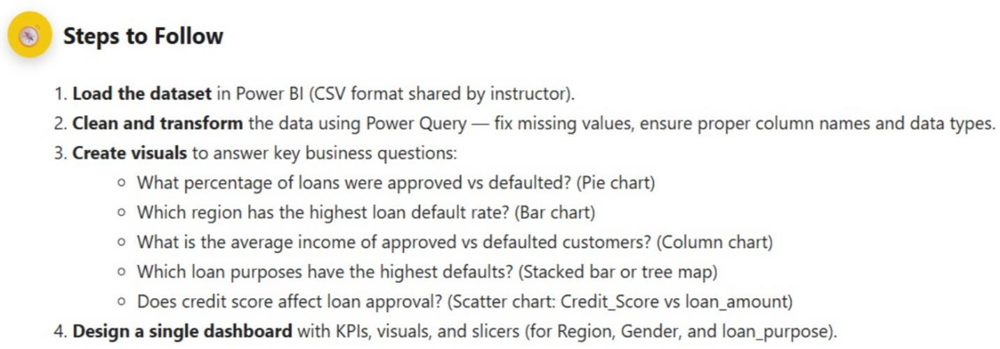 Steps to Follow
1. Load the dataset in Power BI (CSV format shared by instructor).
2. Clean and transform the data using Power Query — fix missing values, ensure proper column names and data types.
3. Create visuals to answer key business questions:
○ What percentage of loans were approved vs defaulted? (Pie chart)
○ Which region has the highest loan default rate? (Bar chart)
○ What is the average income of approved vs defaulted customers? (Column chart)
○ Which loan purposes have the highest defaults? (Stacked bar or tree map)
○ Does credit score affect loan approval? (Scatter chart: Credit_Score vs loan_amount)
4. Design a single dashboard with KPIs, visuals, and slicers (for Region, Gender, and loan_purpose).